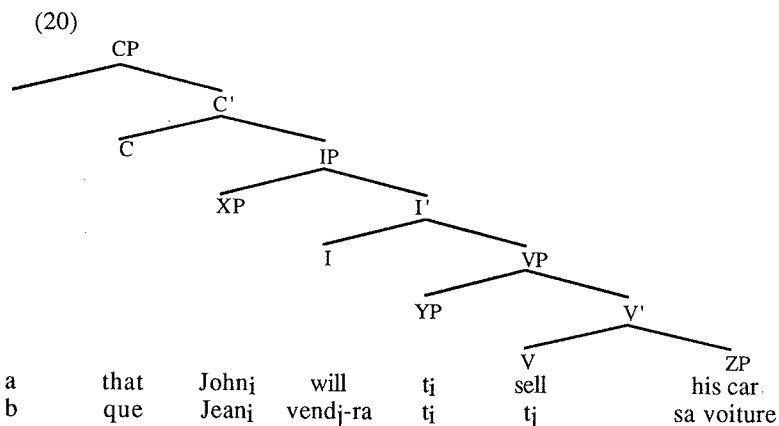 (20)
CP
C'
C
IP
XP
I'
I
VP
YP
V'
V ZP
a that Johni will ti sell his car
b que Jeani vendj-ra ti tj sa voiture